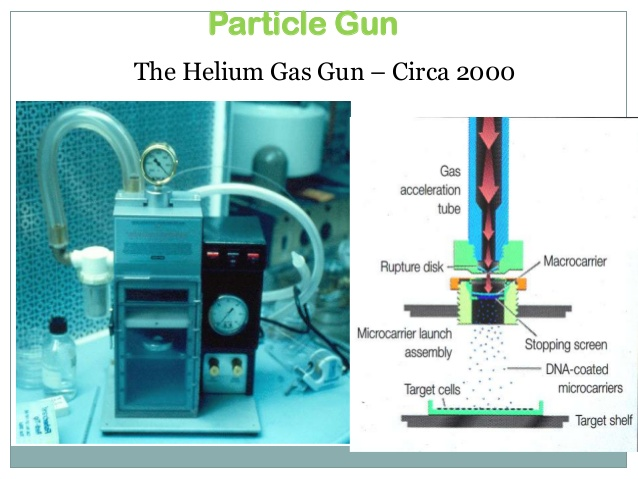 Particle Gun
The Helium Gas Gun – Circa 2000
Gas
acceleration
tube
Rupture disk
Macrocarrier
Microcarrier launch
assembly
Stopping screen
DNA-coated
microcarriers
Target cells
Target shelf